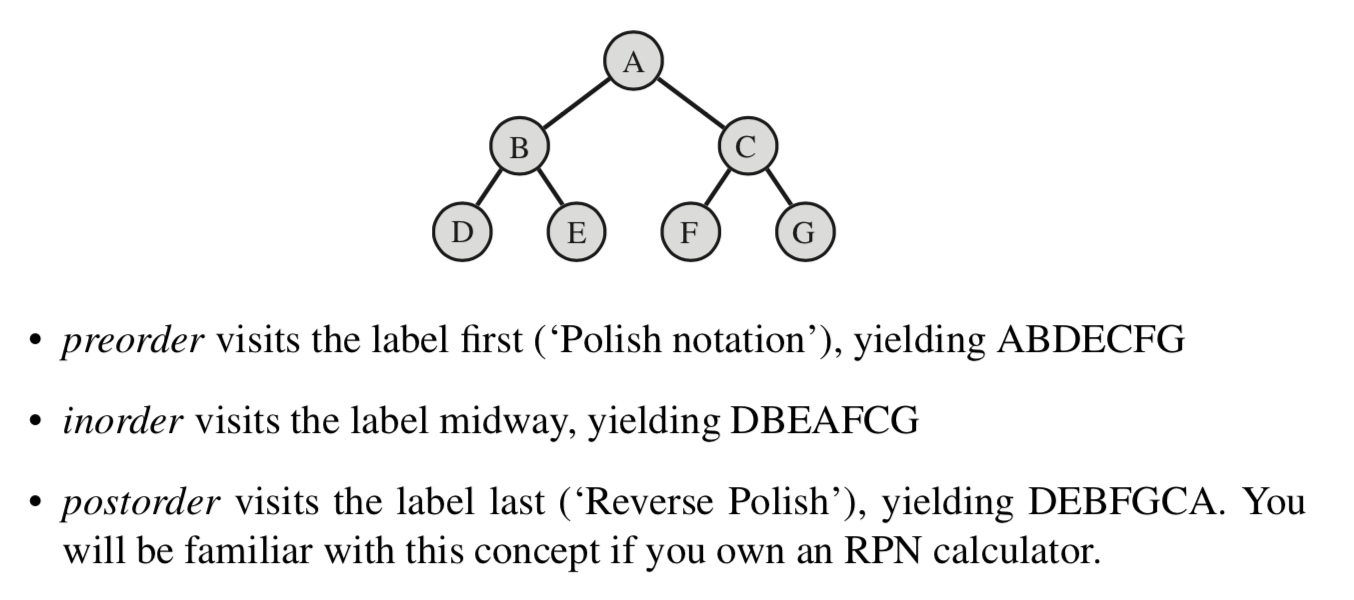 A
B C
D E F G
• preorder visits the label first (‘Polish notation’), yielding ABDECFG
• inorder visits the label midway, yielding DBEAFCG
• postorder visits the label last (‘Reverse Polish’), yielding DEBFGCA. You
will be familiar with this concept if you own an RPN calculator.